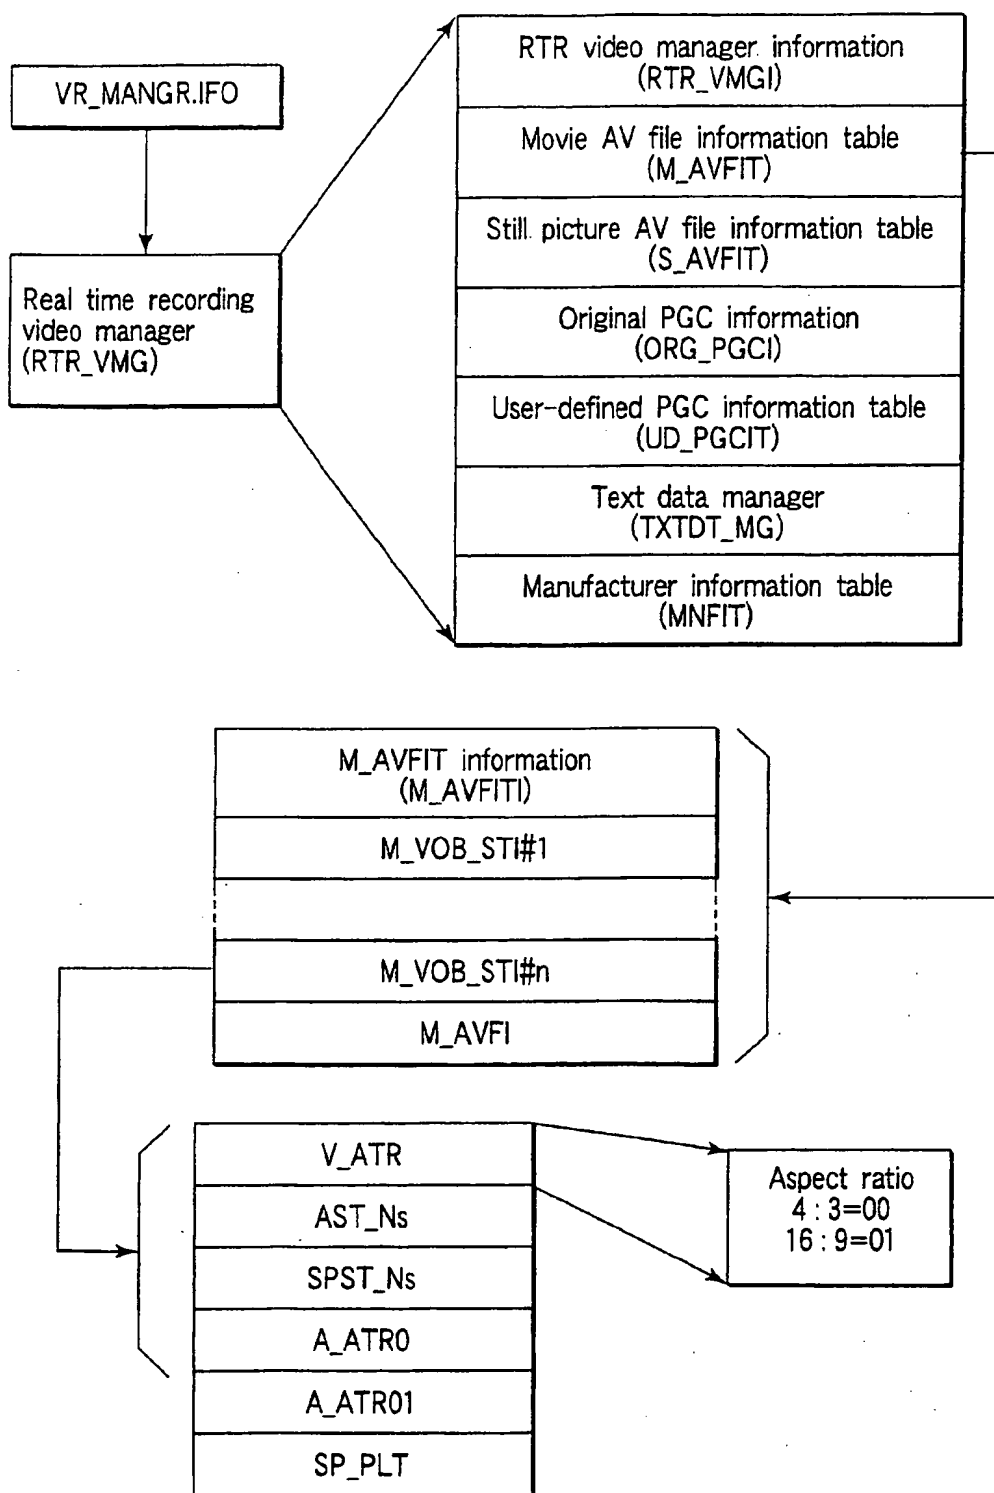 VR_MANGR.IFO
Real time recording
video manager
(RTR_VMG)
RTR video manager information
(RTR_VMGI)
Movie AV file information table
(M_AVFIT)
Still picture AV file information table
(S_AVFIT)
Original PGC information
(ORG_PGCI)
User-defined PGC information table
(UD_PGCIT)
Text data manager
(TXTDT_MG)
Manufacturer information table
(MNFIT)
M_AVFIT information
(M_AVFITI)
M_VOB_STI#1
M_VOB_STI#n
M_AVFI
V_ATR
AST_Ns
SPST_Ns
A_ATR0
A_ATR01
SP_PLT
Aspect ratio
4 : 3=00
16 : 9=01